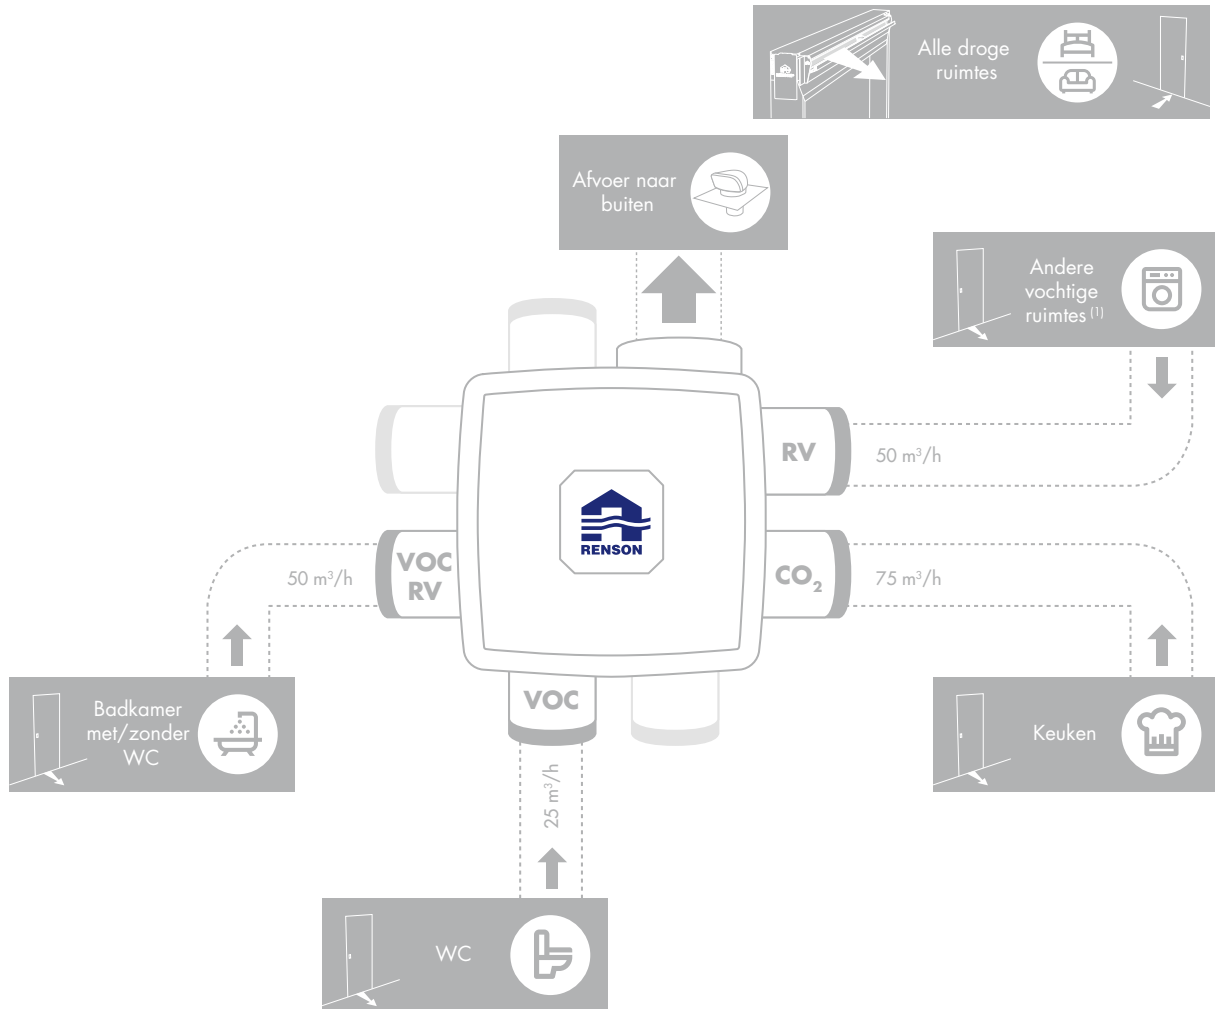 Alle droge
ruimtes
Afvoer naar
buiten
Andere
vochtige
ruimtes (1)
RV
50 m³/h
RENSON
VOC
RV
50 m³/h
CO₂
75 m³/h
VOC
Badkamer
met/zonder
WC
Keuken
25 m³/h
WC